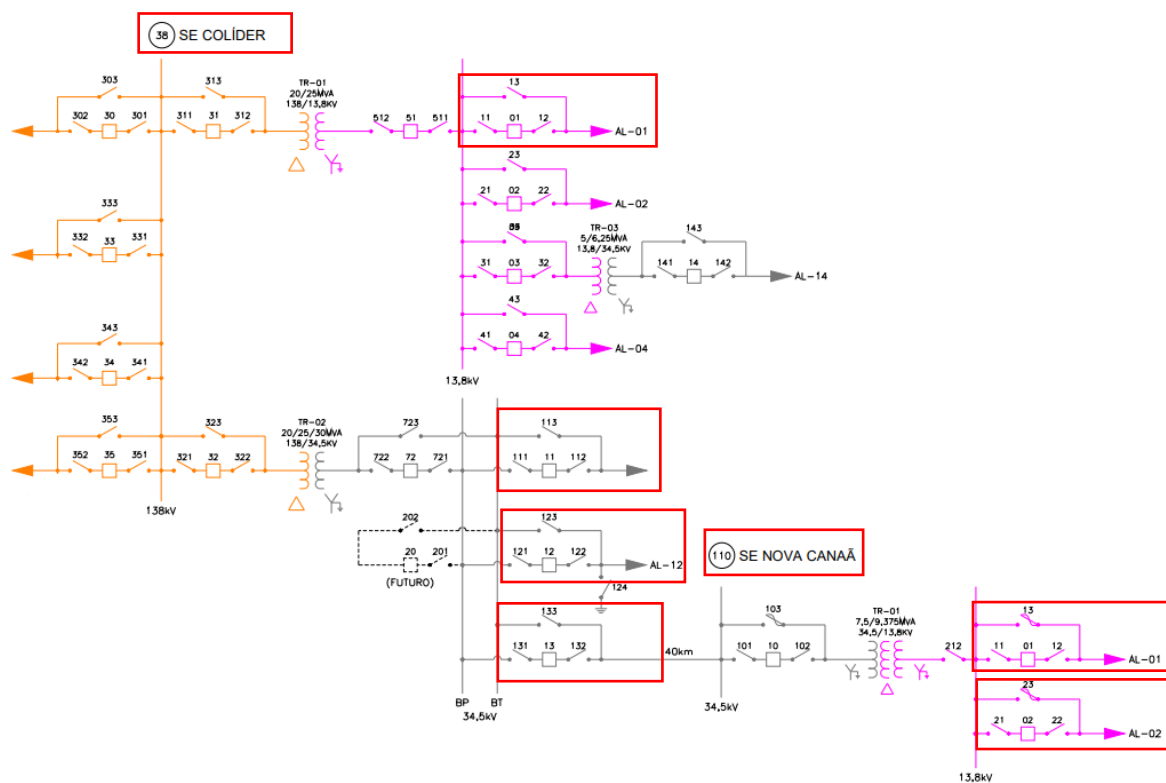 38 SE COLÍDER
303
313
TR-01
20/25MVA
138/13,8KV
13
302 30 301 311 31 312
512 51 511
11 01 12
AL-01
23
21 02 22
AL-02
333
332 33 331
TR-03
5/6,25MVA
13,8/34,5KV
143
31 03 32
141 14 142
AL-14
43
343
41 04 42
AL-04
342 34 341
13,8kV
353
323
TR-02
20/25/30MVA
138/34,5KV
723
113
352 35 351 321 32 322
722 72 721
111 11 112
138kV
202
123
20 201
(FUTURO)
121 12 122
AL-12
124
110 SE NOVA CANAÃ
133
103
TR-01
7,5/9,375MVA
34,5/13,8KV
13
131 13 132
40km
101 10 102
212
11 01 12
AL-01
BP BT
34,5kV
34,5kV
23
21 02 22
AL-02
13,8kV